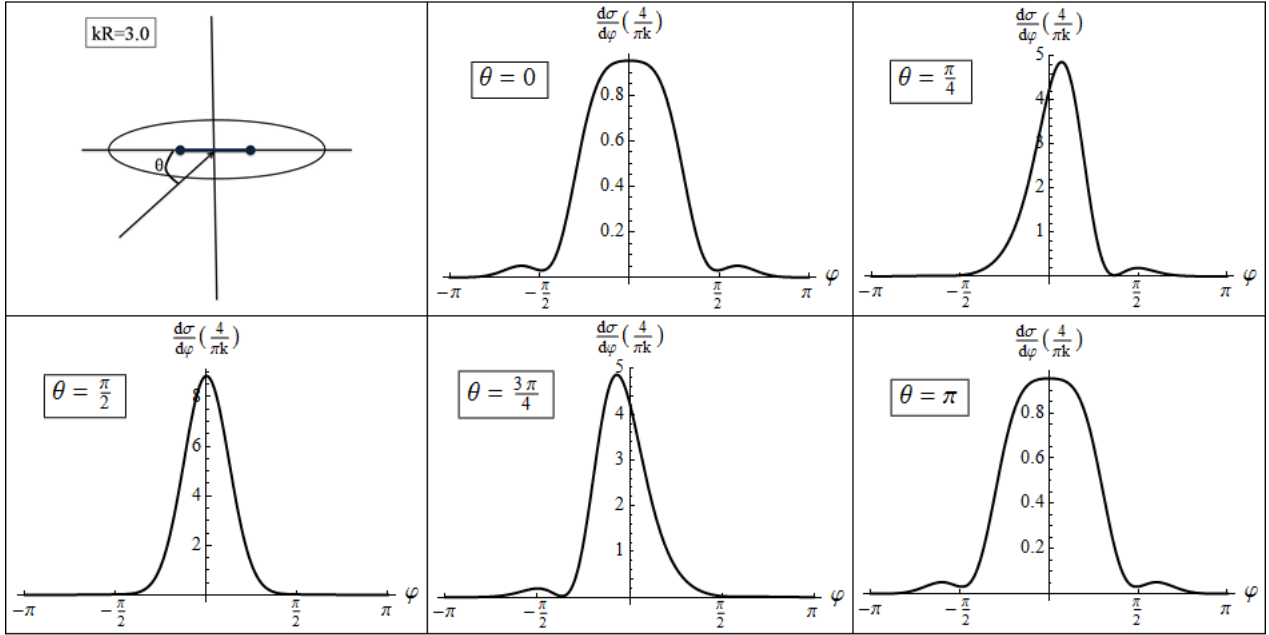 kR=3.0
θ
dσ/dφ (4/πk)
θ = 0
0.8
0.6
0.4
0.2
−π
−π/2
π/2
π
φ
dσ/dφ (4/πk)
θ = π/4
5
4
3
2
1
−π
−π/2
π/2
π
φ
dσ/dφ (4/πk)
θ = π/2
8
6
4
2
−π
−π/2
π/2
π
φ
dσ/dφ (4/πk)
θ = 3π/4
5
4
3
2
1
−π
−π/2
π/2
π
φ
dσ/dφ (4/πk)
θ = π
0.8
0.6
0.4
0.2
−π
−π/2
π/2
π
φ